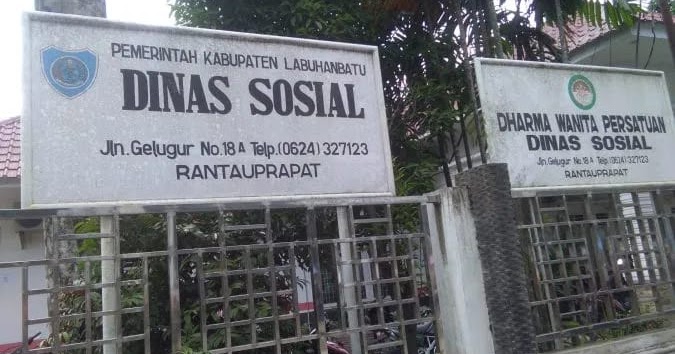 PEMERINTAH KABUPATEN LABUHANBATU
DINAS SOSIAL
Jln. Gelugur No. 18 A Telp. (0624) 327123
RANTAUPRAPAT
DHARMA WANITA PERSATUAN
DINAS SOSIAL
Jln. Gelugur No. 18 A Telp. (0624) 327123
RANTAUPRAPAT